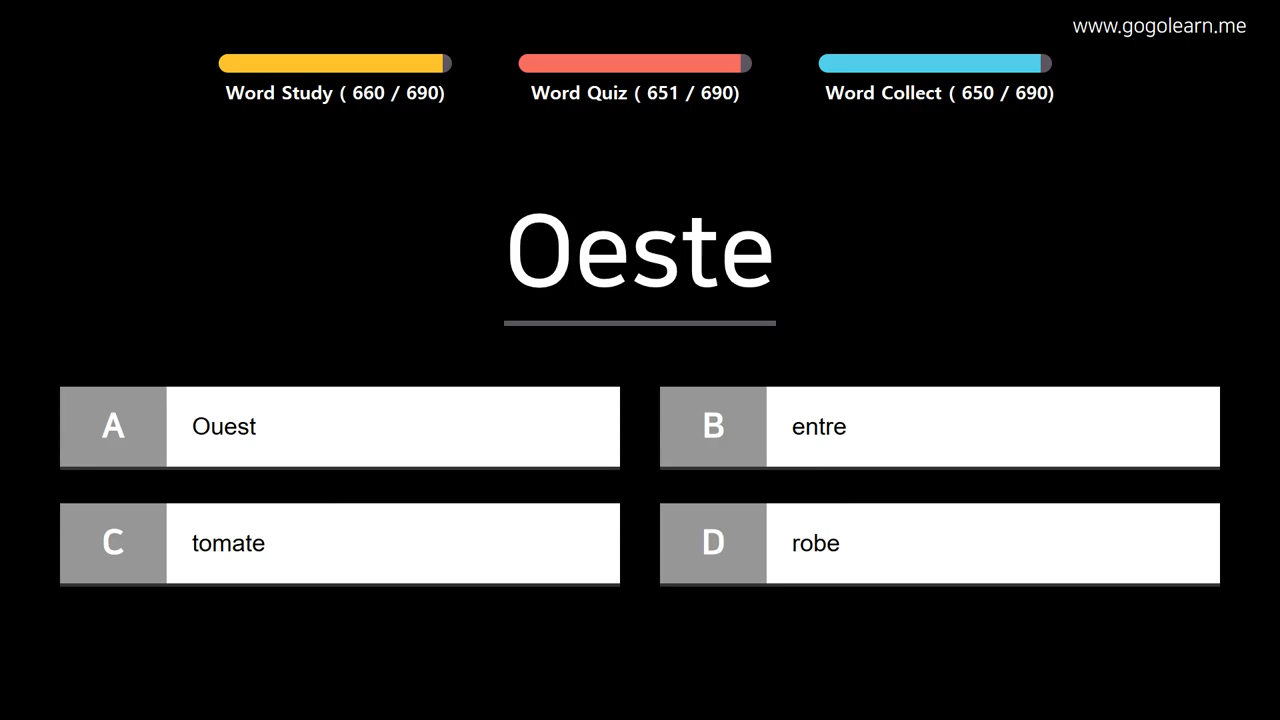 www.gogolearn.me
Word Study ( 660 / 690)
Word Quiz ( 651 / 690)
Word Collect ( 650 / 690)
Oeste
A Ouest
B entre
C tomate
D robe